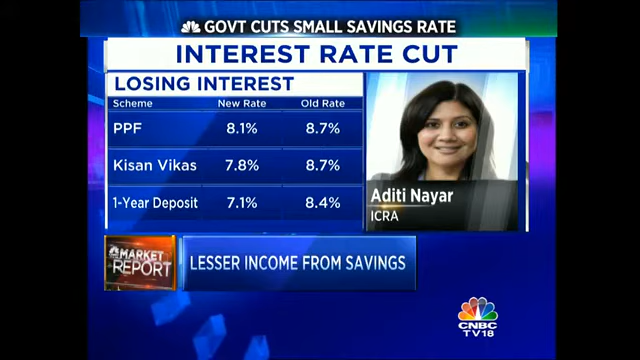 GOVT CUTS SMALL SAVINGS RATE
INTEREST RATE CUT
LOSING INTEREST
Scheme New Rate Old Rate
PPF 8.1% 8.7%
Kisan Vikas 7.8% 8.7%
1-Year Deposit 7.1% 8.4%
Aditi Nayar
ICRA
MARKET
REPORT
LESSER INCOME FROM SAVINGS
CNBC
TV18